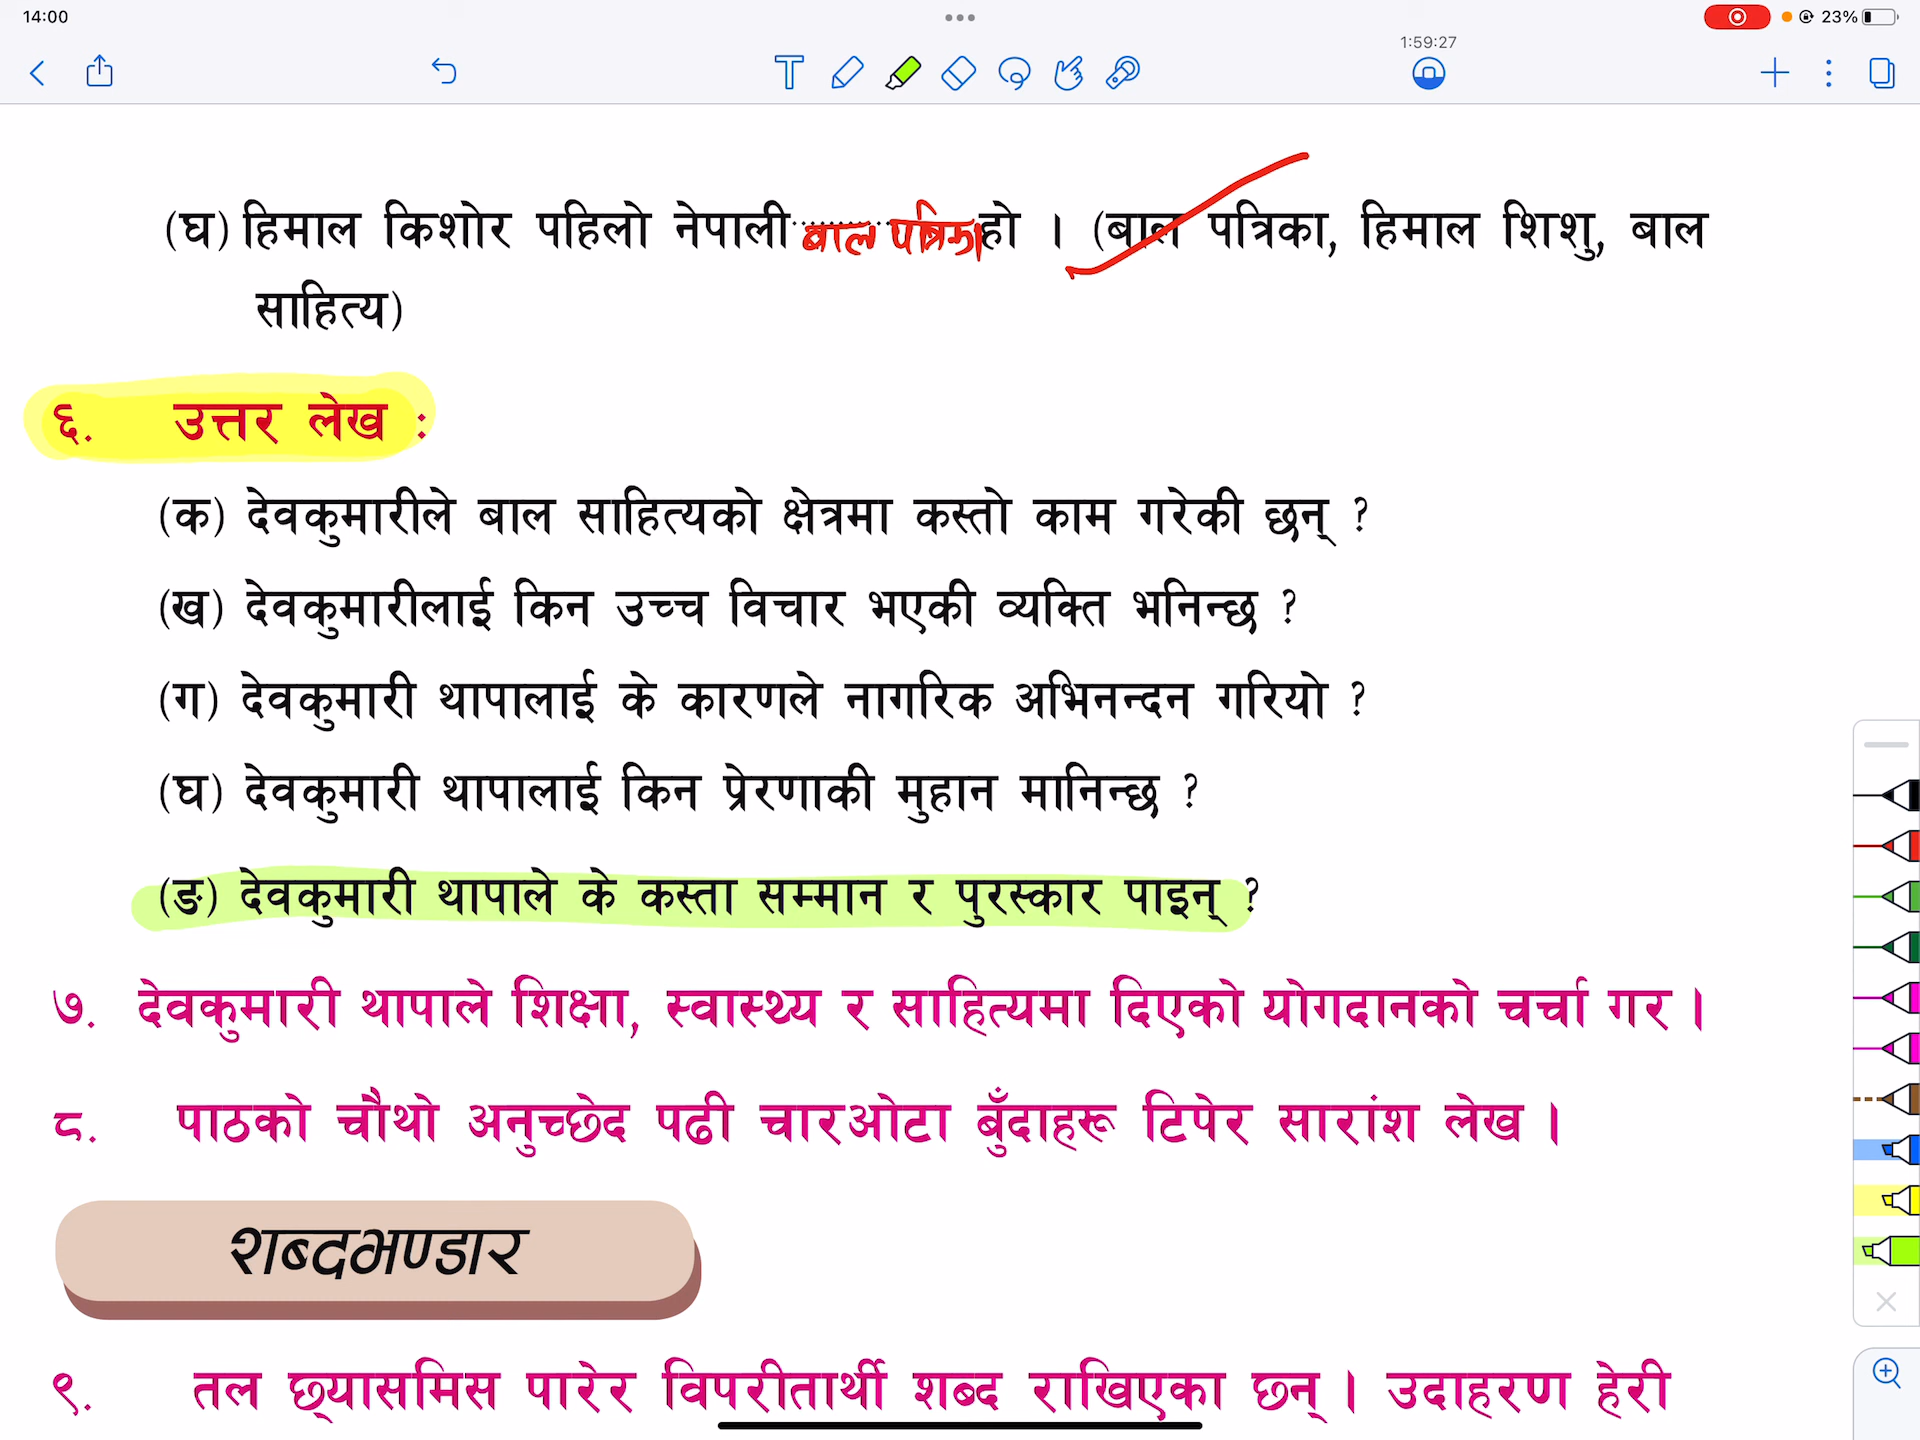 14:00
23%
1:59:27
(घ) हिमाल किशोर पहिलो नेपाली........ बाल पत्रिका हो । (बाल पत्रिका, हिमाल शिशु, बाल
साहित्य)
६. उत्तर लेख :
(क) देवकुमारीले बाल साहित्यको क्षेत्रमा कस्तो काम गरेकी छन् ?
(ख) देवकुमारीलाई किन उच्च विचार भएकी व्यक्ति भनिन्छ ?
(ग) देवकुमारी थापालाई के कारणले नागरिक अभिनन्दन गरियो ?
(घ) देवकुमारी थापालाई किन प्रेरणाकी मुहान मानिन्छ ?
(ङ) देवकुमारी थापाले के कस्ता सम्मान र पुरस्कार पाइन् ?
७. देवकुमारी थापाले शिक्षा, स्वास्थ्य र साहित्यमा दिएको योगदानको चर्चा गर ।
८. पाठको चौथो अनुच्छेद पढी चारओटा बुँदाहरू टिपेर सारांश लेख ।
शब्दभण्डार
९. तल छ्यासमिस पारेर विपरीतार्थी शब्द राखिएका छन् । उदाहरण हेरी